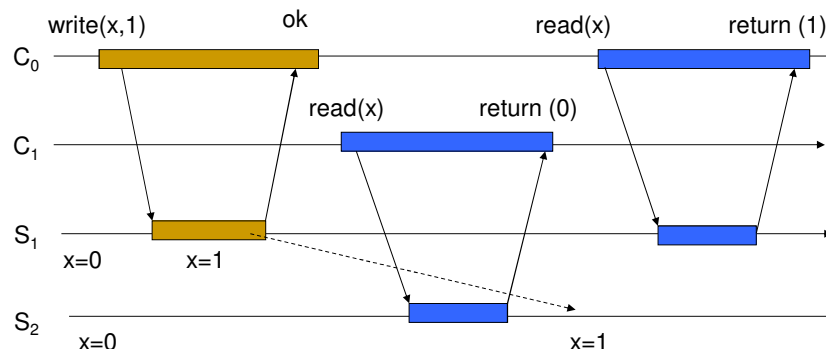 write(x,1) ok read(x) return (1)
C0
read(x) return (0)
C1
S1
x=0 x=1
S2
x=0 x=1